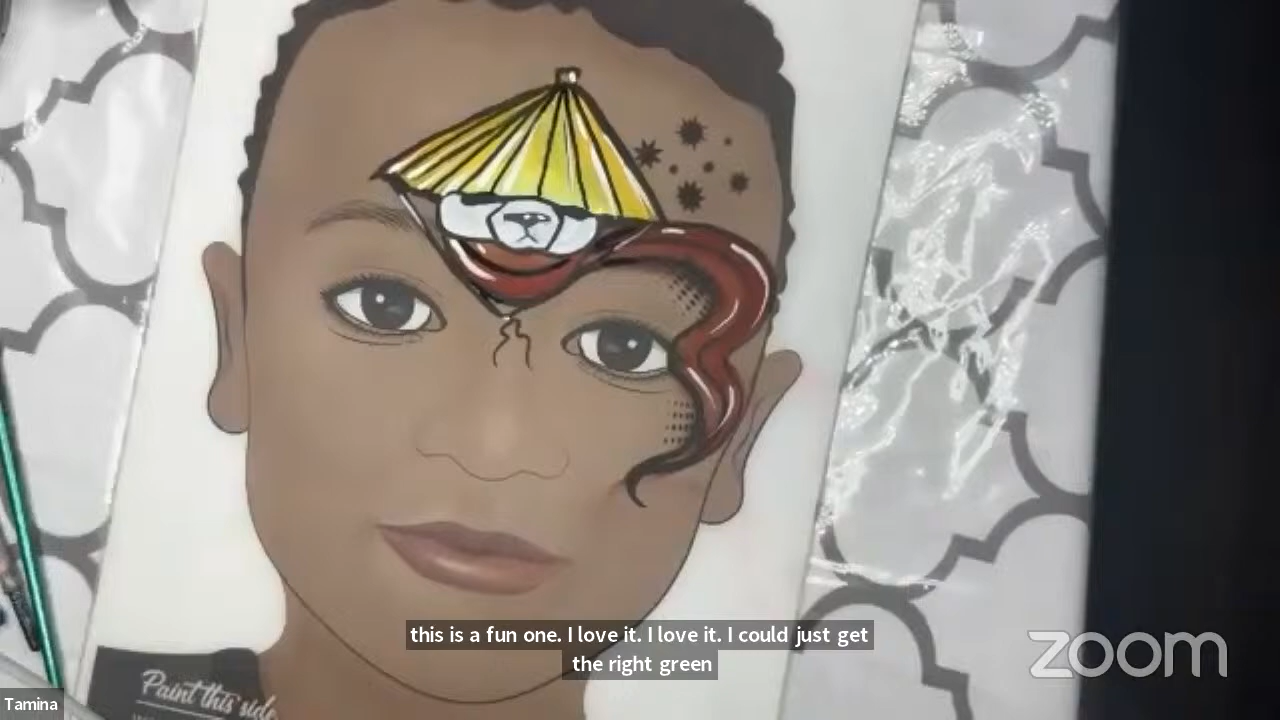 this is a fun one. I love it. I love it. I could just get
the right green
zoom
Paint this side
Tamina